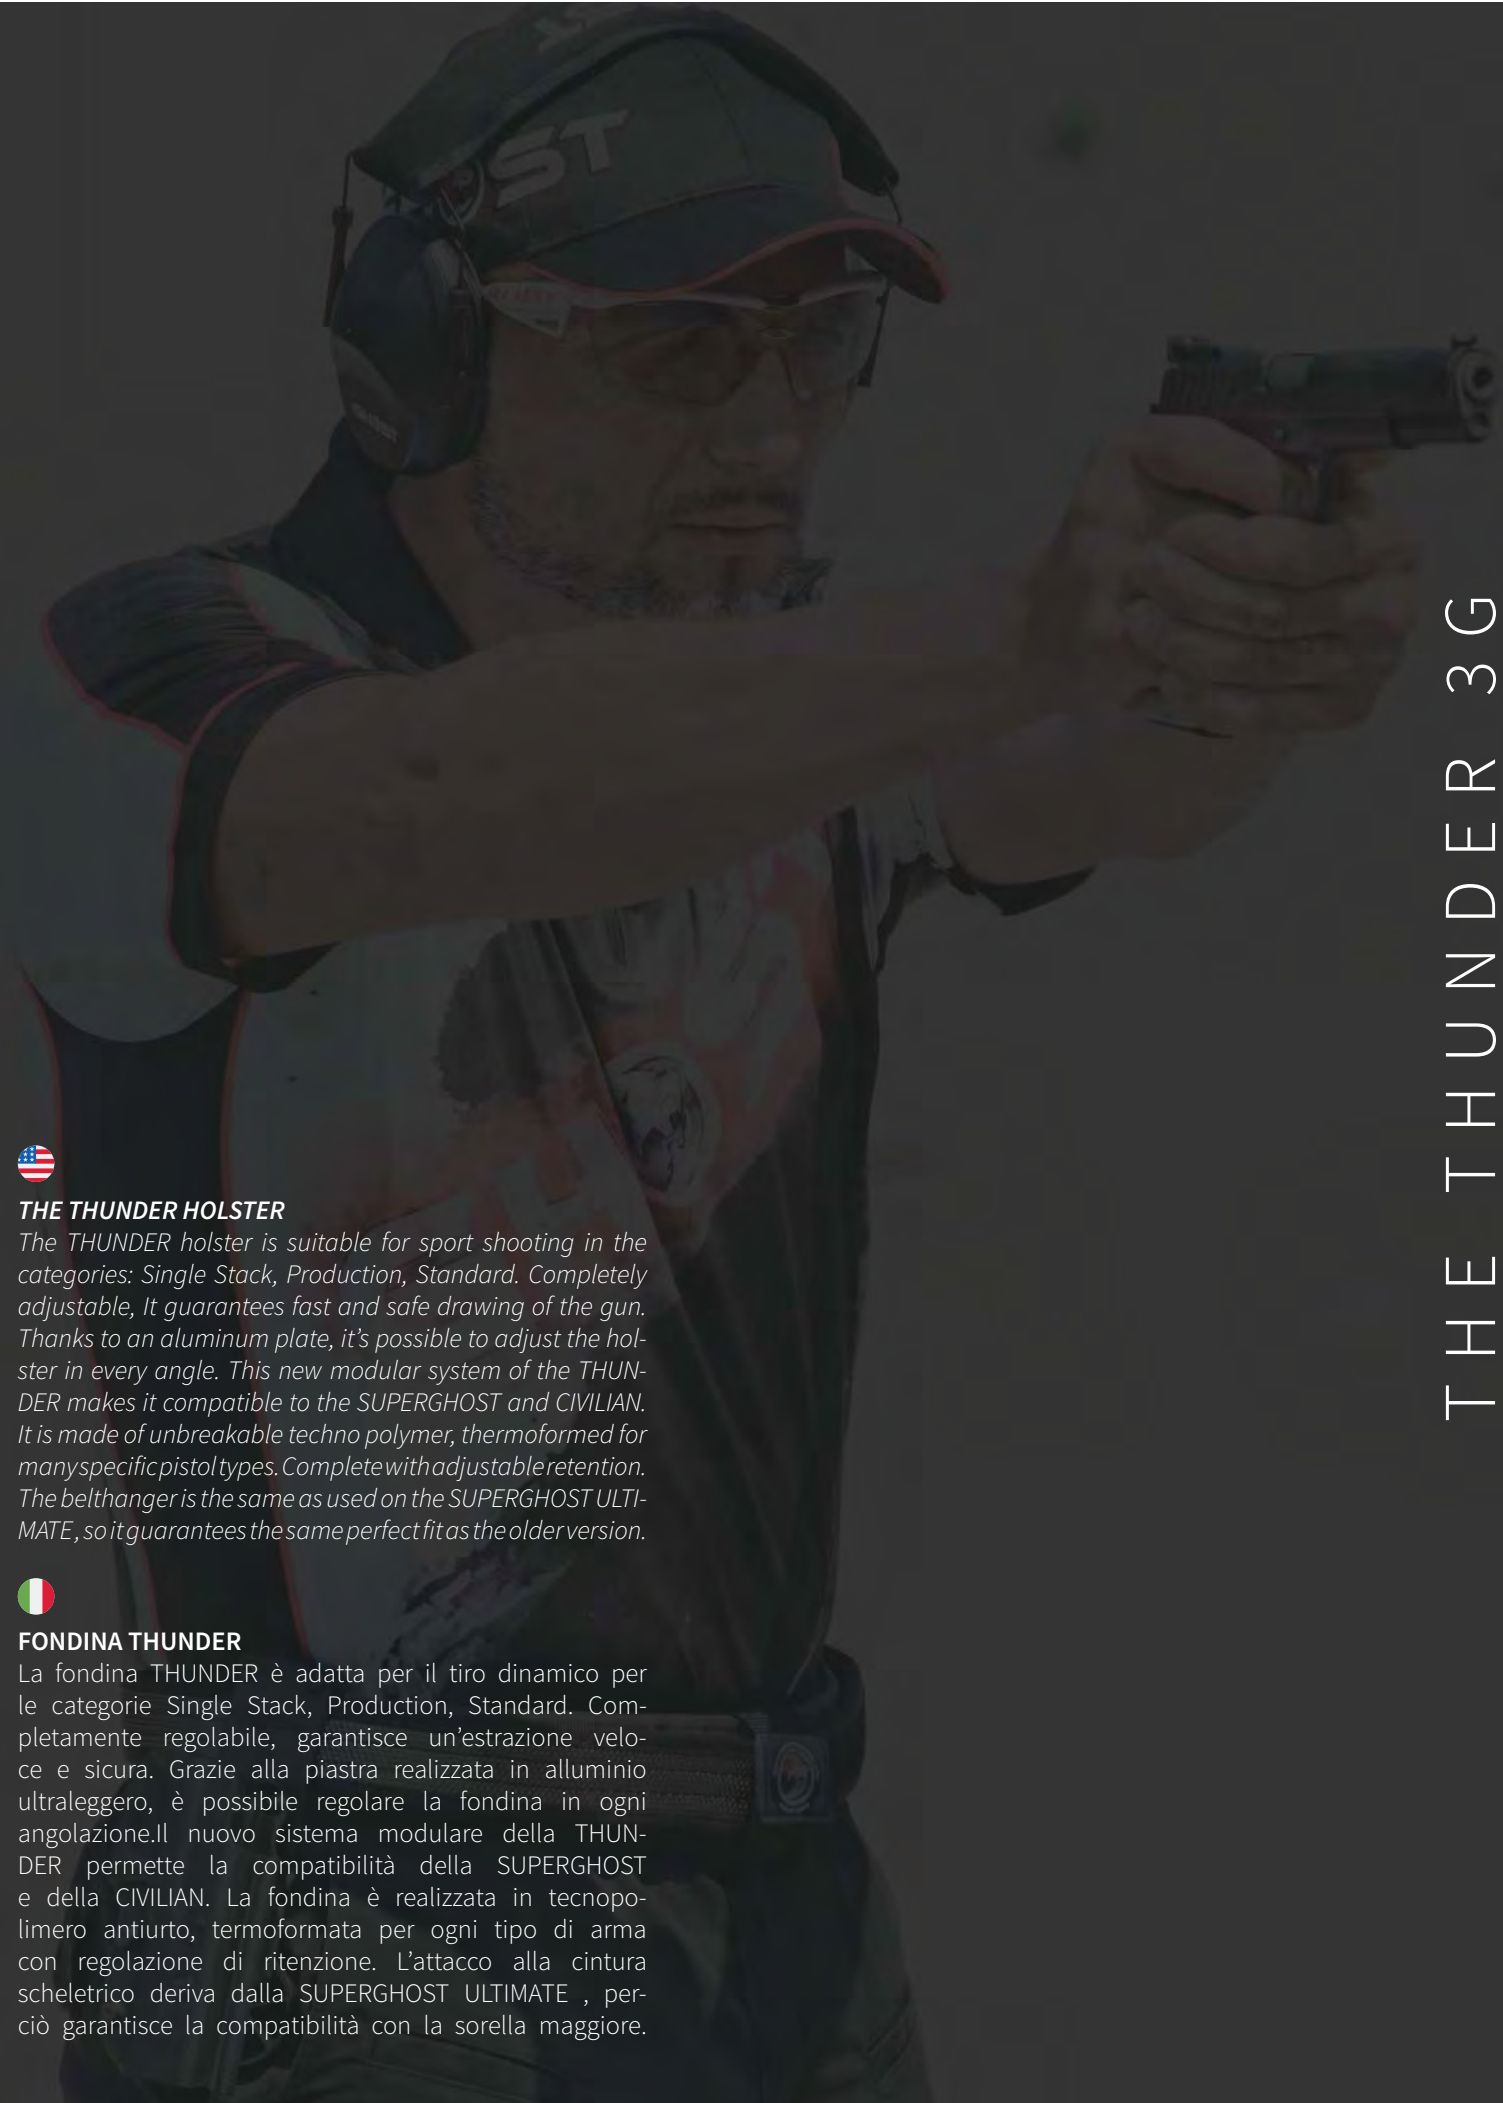 ST
THE THUNDER 3G
THE THUNDER HOLSTER
The THUNDER holster is suitable for sport shooting in the
categories: Single Stack, Production, Standard. Completely
adjustable, It guarantees fast and safe drawing of the gun.
Thanks to an aluminum plate, it’s possible to adjust the hol-
ster in every angle. This new modular system of the THUN-
DER makes it compatible to the SUPERGHOST and CIVILIAN.
It is made of unbreakable techno polymer, thermoformed for
many specific pistol types. Complete with adjustable retention.
The belthanger is the same as used on the SUPERGHOST ULTI-
MATE, so it guarantees the same perfect fit as the older version.
FONDINA THUNDER
La fondina THUNDER è adatta per il tiro dinamico per
le categorie Single Stack, Production, Standard. Com-
pletamente regolabile, garantisce un’estrazione velo-
ce e sicura. Grazie alla piastra realizzata in alluminio
ultraleggero, è possibile regolare la fondina in ogni
angolazione.Il nuovo sistema modulare della THUN-
DER permette la compatibilità della SUPERGHOST
e della CIVILIAN. La fondina è realizzata in tecnopo-
limero antiurto, termoformata per ogni tipo di arma
con regolazione di ritenzione. L’attacco alla cintura
scheletrico deriva dalla SUPERGHOST ULTIMATE , per-
ciò garantisce la compatibilità con la sorella maggiore.